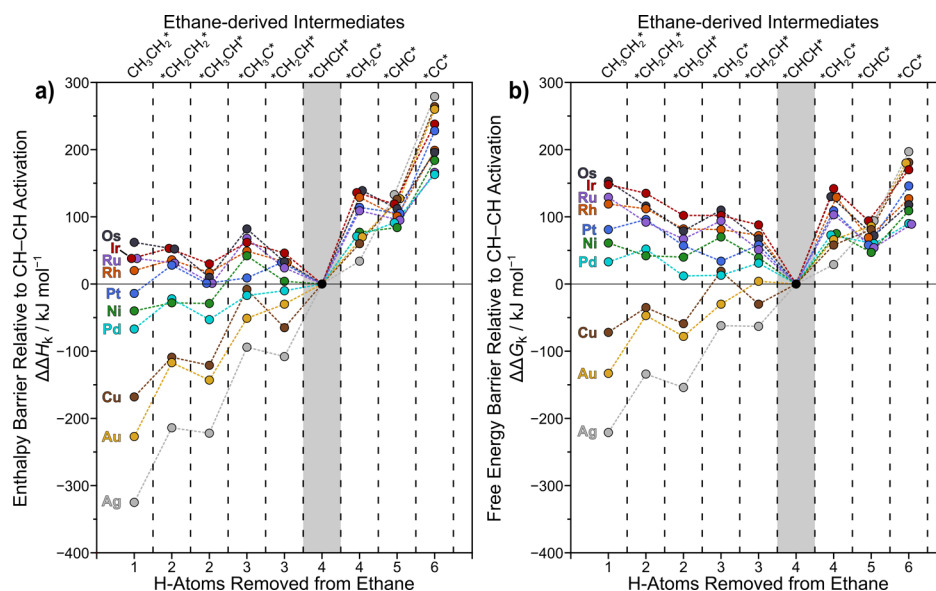 Ethane-derived Intermediates
CH3CH2*
*CH2CH2*
*CH3CH*
*CH3C*
*CH2CH*
*CHCH*
*CH2C*
*CHC*
*CC*
a)
Enthalpy Barrier Relative to CH–CH Activation
ΔΔHk / kJ mol−1
300
200
100
0
−100
−200
−300
−400
Os
Ir
Ru
Rh
Pt
Ni
Pd
Cu
Au
Ag
1 2 2 3 3 4 4 5 6
H-Atoms Removed from Ethane
Ethane-derived Intermediates
CH3CH2*
*CH2CH2*
*CH3CH*
*CH3C*
*CH2CH*
*CHCH*
*CH2C*
*CHC*
*CC*
b)
Free Energy Barrier Relative to CH–CH Activation
ΔΔGk / kJ mol−1
300
200
100
0
−100
−200
−300
−400
Os
Ir
Ru
Rh
Pt
Ni
Pd
Cu
Au
Ag
1 2 2 3 3 4 4 5 6
H-Atoms Removed from Ethane